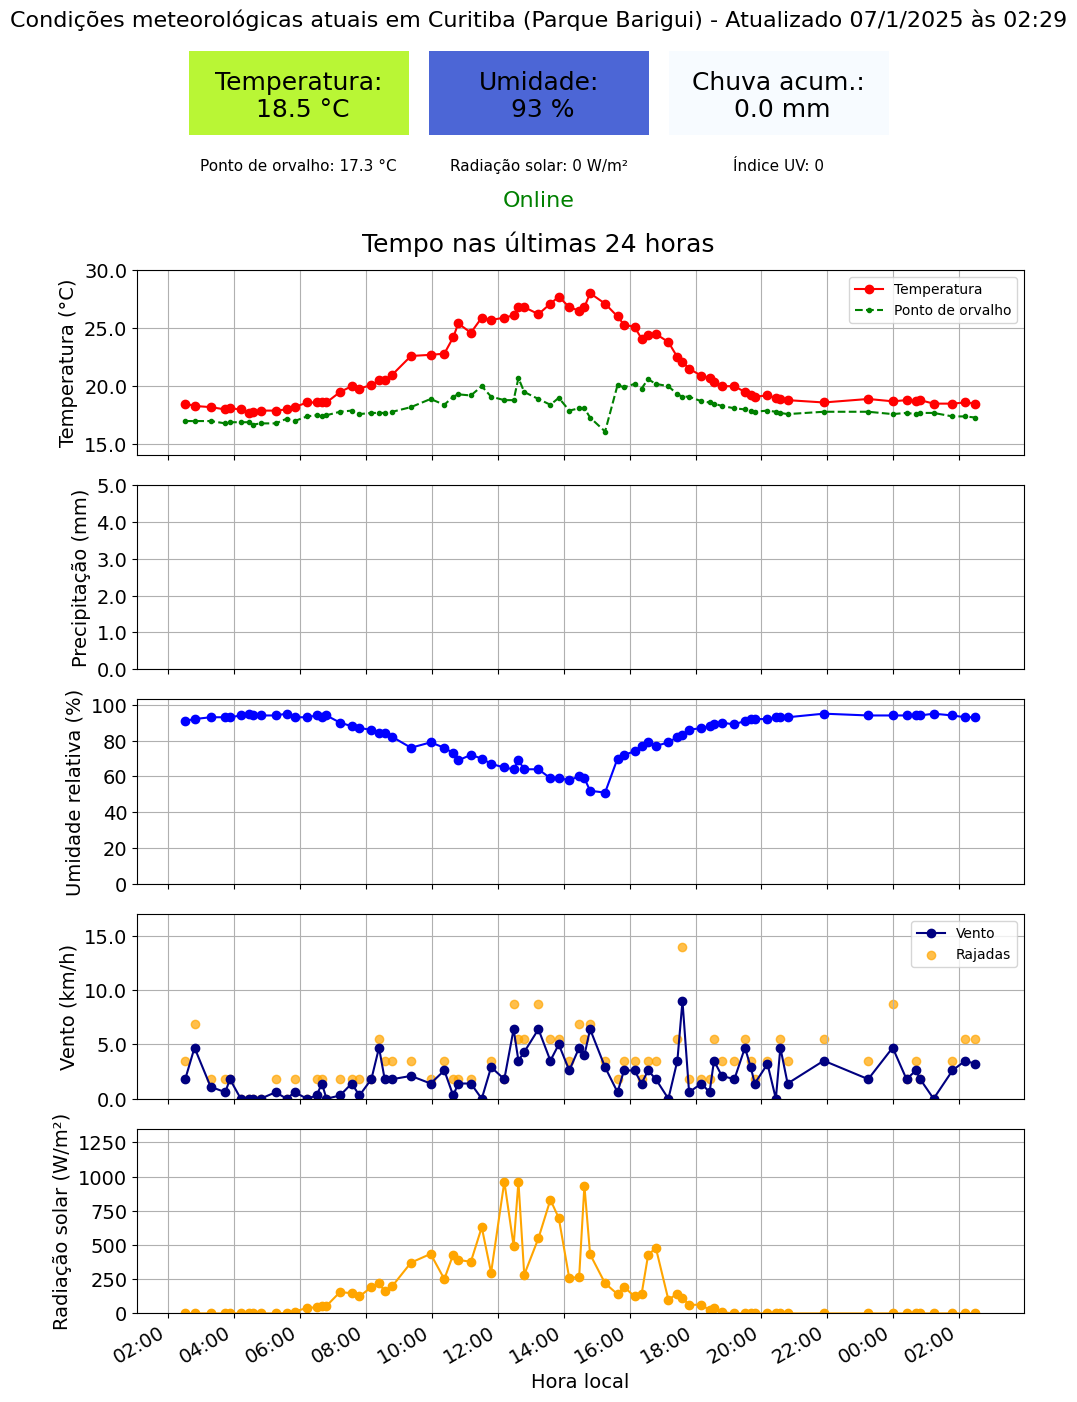 Condições meteorológicas atuais em Curitiba (Parque Barigui) - Atualizado 07/1/2025 às 02:29
Temperatura:
18.5 °C
Umidade:
93 %
Chuva acum.:
0.0 mm
Ponto de orvalho: 17.3 °C
Radiação solar: 0 W/m²
Índice UV: 0
Online
Tempo nas últimas 24 horas
Temperatura (°C)
30.0
25.0
20.0
15.0
Temperatura
Ponto de orvalho
Precipitação (mm)
5.0
4.0
3.0
2.0
1.0
0.0
Umidade relativa (%)
100
80
60
40
20
0
Vento (km/h)
15.0
10.0
5.0
0.0
Vento
Rajadas
Radiação solar (W/m²)
1250
1000
750
500
250
0
02:00
04:00
06:00
08:00
10:00
12:00
14:00
16:00
18:00
20:00
22:00
00:00
02:00
Hora local